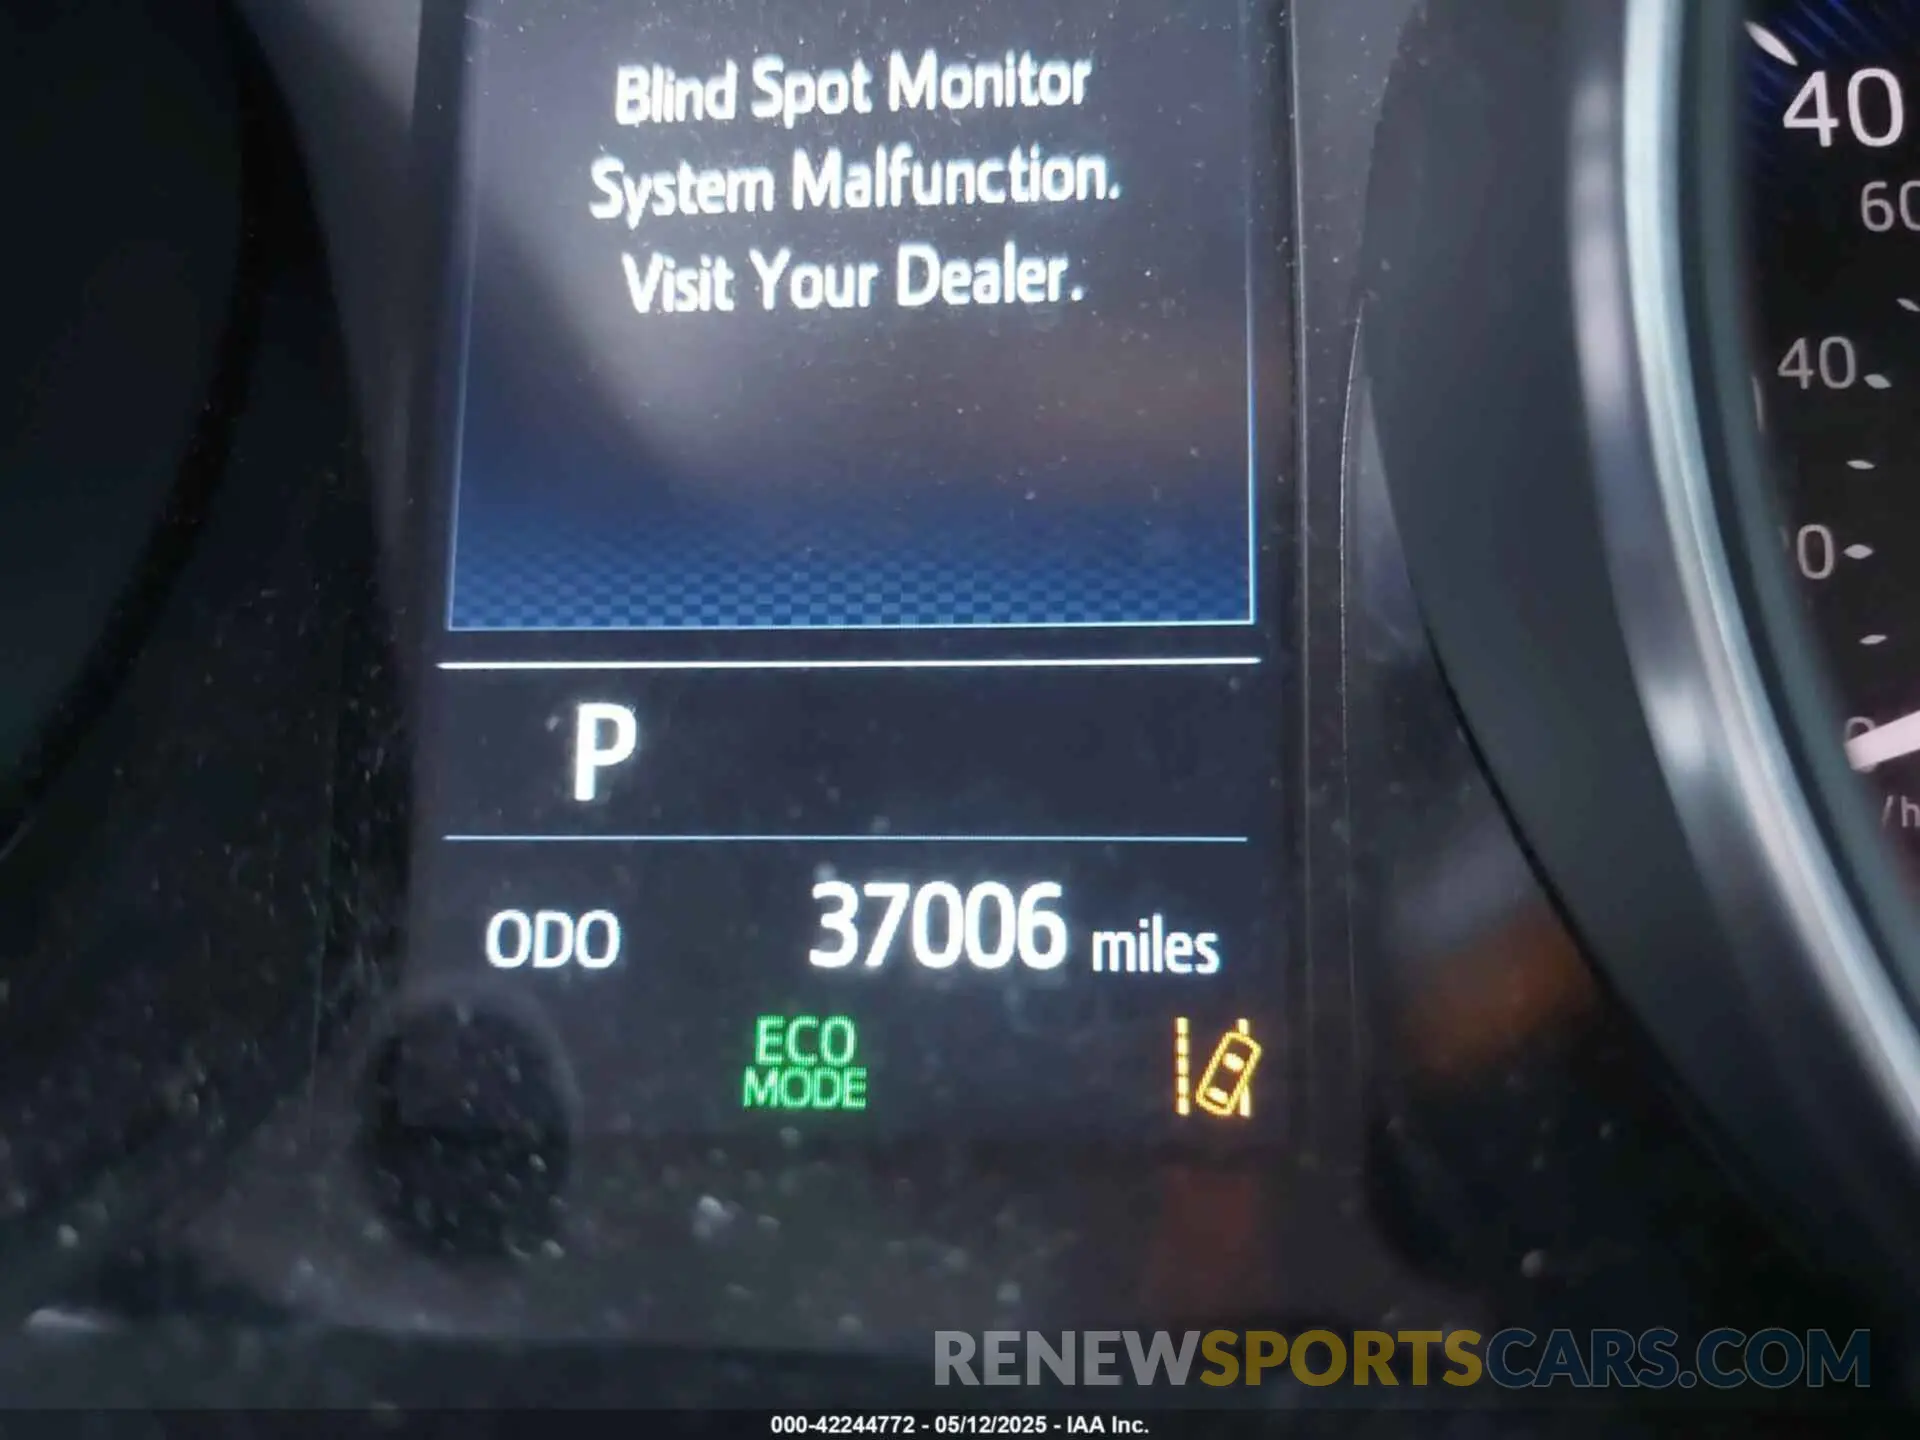 Blind Spot Monitor
System Malfunction.
Visit Your Dealer.
40
60
40
0
P
/h
ODO 37006 miles
ECO
MODE
RENEWSPORTSCARS.COM
000-42244772 - 05/12/2025 - IAA Inc.